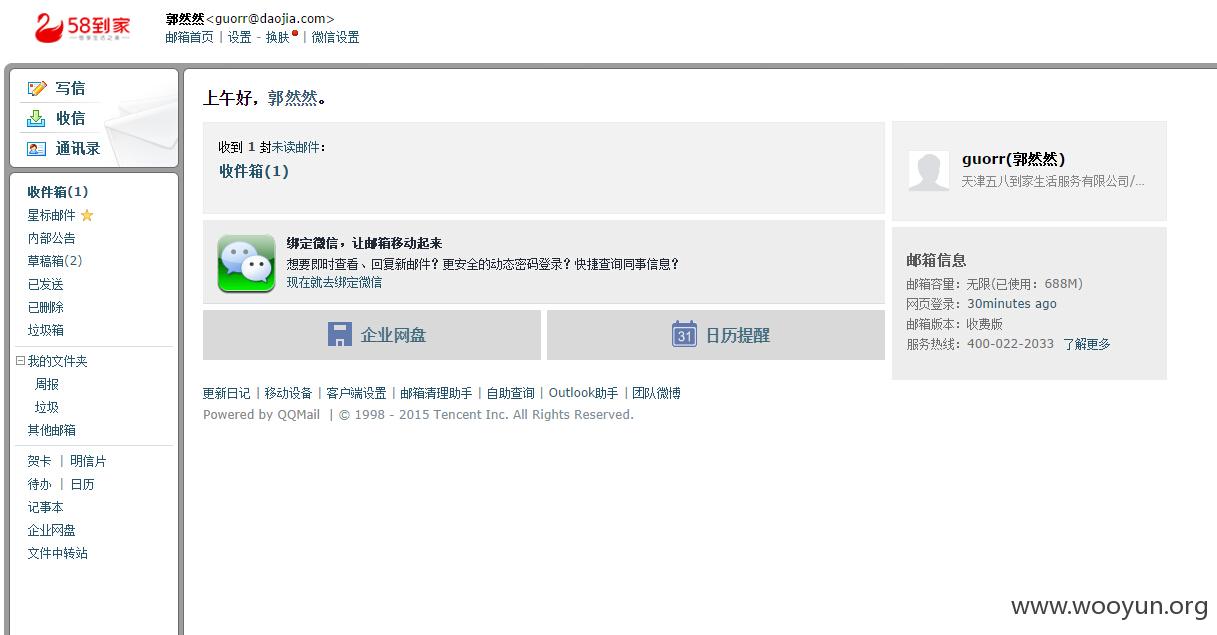 58到家
郭然然<guorr@daojia.com>
邮箱首页 | 设置 - 换肤 | 微信设置
写信
收信
通讯录
收件箱(1)
星标邮件
内部公告
草稿箱(2)
已发送
已删除
垃圾箱
我的文件夹
周报
垃圾
其他邮箱
贺卡 | 明信片
待办 | 日历
记事本
企业网盘
文件中转站
上午好，郭然然。
收到 1 封未读邮件：
收件箱(1)
绑定微信，让邮箱移动起来
想要即时查看、回复新邮件？更安全的动态密码登录？快捷查询同事信息？
现在就去绑定微信
企业网盘
31 日历提醒
guorr(郭然然)
天津五八到家生活服务有限公司/...
邮箱信息
邮箱容量：无限(已使用：688M)
网页登录：30minutes ago
邮箱版本：收费版
服务热线：400-022-2033 了解更多
更新日记 | 移动设备 | 客户端设置 | 邮箱清理助手 | 自助查询 | Outlook助手 | 团队微博
Powered by QQMail | © 1998 - 2015 Tencent Inc. All Rights Reserved.
www.wooyun.org